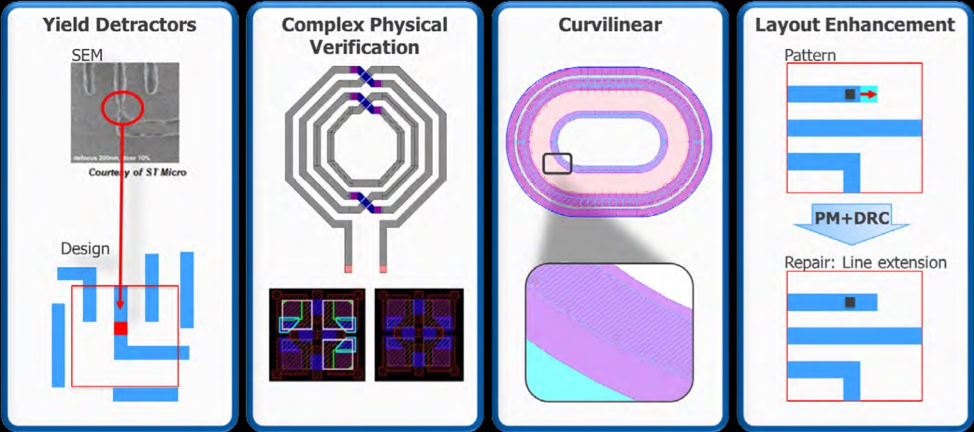 Yield Detractors
SEM
defocus 200nm, dose 10%
Courtesy of ST Micro
Design
Complex Physical
Verification
Curvilinear
Layout Enhancement
Pattern
PM+DRC
Repair: Line extension